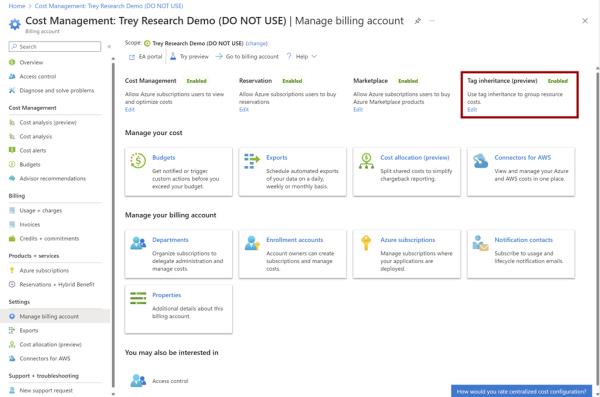 Home > Cost Management: Trey Research Demo (DO NOT USE)
Cost Management: Trey Research Demo (DO NOT USE) | Manage billing account
Billing account
Search
Overview
Access control
Diagnose and solve problems
Cost Management
Cost analysis (preview)
Cost analysis
Cost alerts
Budgets
Advisor recommendations
Billing
Usage + charges
Invoices
Credits + commitments
Products + services
Azure subscriptions
Reservations + Hybrid Benefit
Settings
Manage billing account
Exports
Cost allocation (preview)
Connectors for AWS
Support + troubleshooting
New support request
Scope: Trey Research Demo (DO NOT USE) (change)
EA portal Try preview Go to billing account Help
Cost Management Enabled
Allow Azure subscriptions users to view
and optimize costs
Edit
Reservation Enabled
Allow Azure subscriptions users to buy
reservations
Edit
Marketplace Enabled
Allow Azure subscriptions users to buy
Azure Marketplace products
Edit
Tag inheritance (preview) Enabled
Use tag inheritance to group resource
costs.
Edit
Manage your cost
Budgets
Get notified or trigger
custom actions before you
exceed your budget.
Exports
Schedule automated exports
of your data on a daily,
weekly or monthly basis.
Cost allocation (preview)
Split shared costs to simplify
chargeback reporting.
Connectors for AWS
View and manage your Azure
and AWS costs in one place.
Manage your billing account
Departments
Organize subscriptions to
delegate administration and
manage costs.
Enrollment accounts
Account owners can create
subscriptions and manage
costs.
Azure subscriptions
Manage subscriptions where
your applications are
deployed.
Notification contacts
Subscribe to usage and
lifecycle notification emails.
Properties
Additional details about this
billing account.
You may also be interested in
Access control
How would you rate centralized cost configuration?